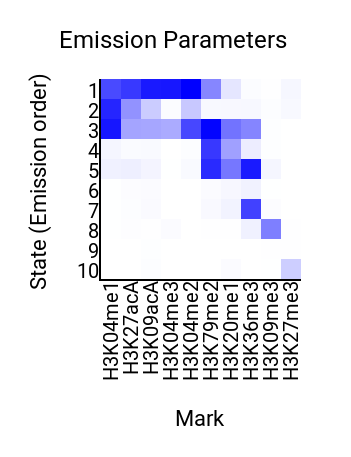 Emission Parameters
State (Emission order)
1
2
3
4
5
6
7
8
9
10
H3K04me1
H3K27acA
H3K09acA
H3K04me3
H3K04me2
H3K79me2
H3K20me1
H3K36me3
H3K09me3
H3K27me3
Mark